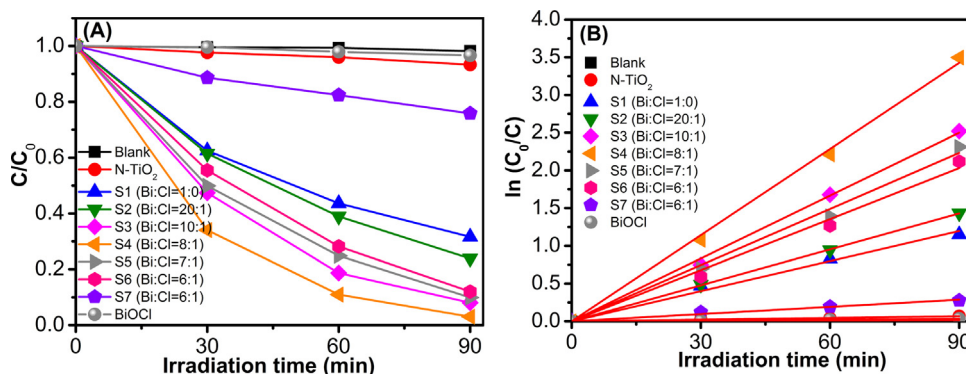 (A)
C/C0
1.0
0.8
0.6
0.4
0.2
0.0
Blank
N-TiO2
S1 (Bi:Cl=1:0)
S2 (Bi:Cl=20:1)
S3 (Bi:Cl=10:1)
S4 (Bi:Cl=8:1)
S5 (Bi:Cl=7:1)
S6 (Bi:Cl=6:1)
S7 (Bi:Cl=6:1)
BiOCl
0 30 60 90
Irradiation time (min)
(B)
ln (C0/C)
4.0
3.5
3.0
2.5
2.0
1.5
1.0
0.5
0.0
Blank
N-TiO2
S1 (Bi:Cl=1:0)
S2 (Bi:Cl=20:1)
S3 (Bi:Cl=10:1)
S4 (Bi:Cl=8:1)
S5 (Bi:Cl=7:1)
S6 (Bi:Cl=6:1)
S7 (Bi:Cl=6:1)
BiOCl
0 30 60 90
Irradiation time (min)